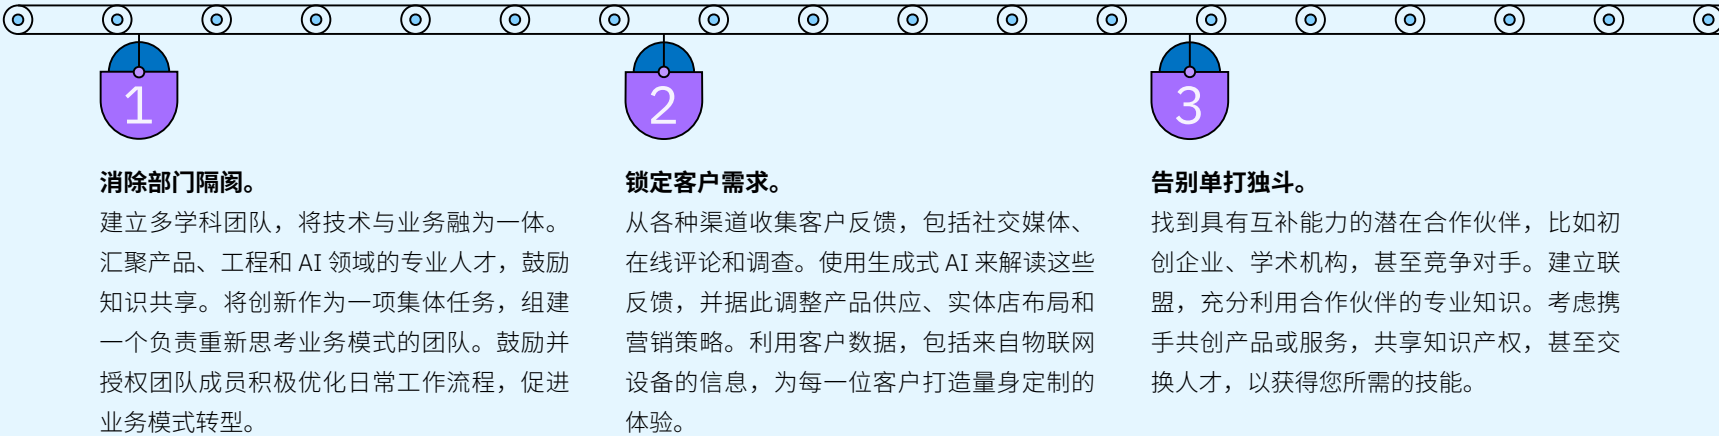 1
消除部门隔阂。
建立多学科团队，将技术与业务融为一体。
汇聚产品、工程和 AI 领域的专业人才，鼓励
知识共享。将创新作为一项集体任务，组建
一个负责重新思考业务模式的团队。鼓励并
授权团队成员积极优化日常工作流程，促进
业务模式转型。
2
锁定客户需求。
从各种渠道收集客户反馈，包括社交媒体、
在线评论和调查。使用生成式 AI 来解读这些
反馈，并据此调整产品供应、实体店布局和
营销策略。利用客户数据，包括来自物联网
设备的信息，为每一位客户打造量身定制的
体验。
3
告别单打独斗。
找到具有互补能力的潜在合作伙伴，比如初
创企业、学术机构，甚至竞争对手。建立联
盟，充分利用合作伙伴的专业知识。考虑携
手共创产品或服务，共享知识产权，甚至交
换人才，以获得您所需的技能。